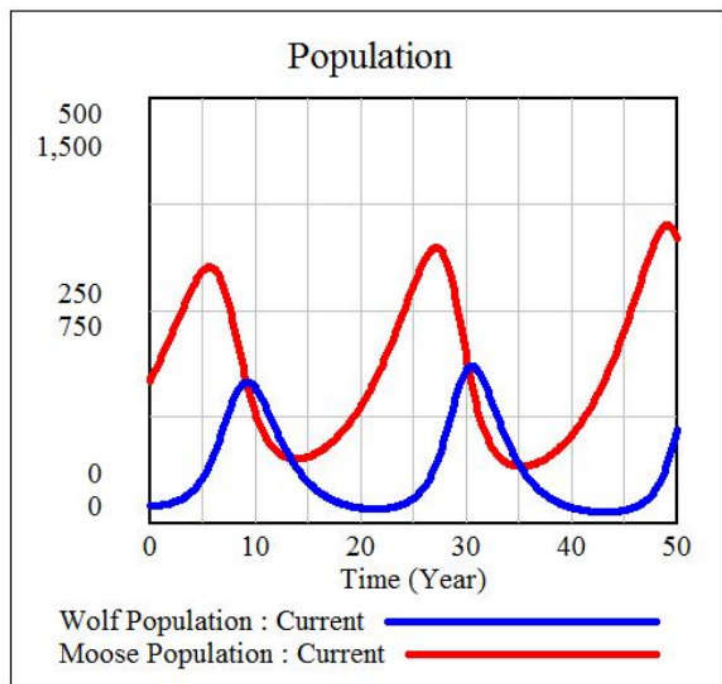 Population
500
1,500
250
750
0
0
0 10 20 30 40 50
Time (Year)
Wolf Population : Current
Moose Population : Current